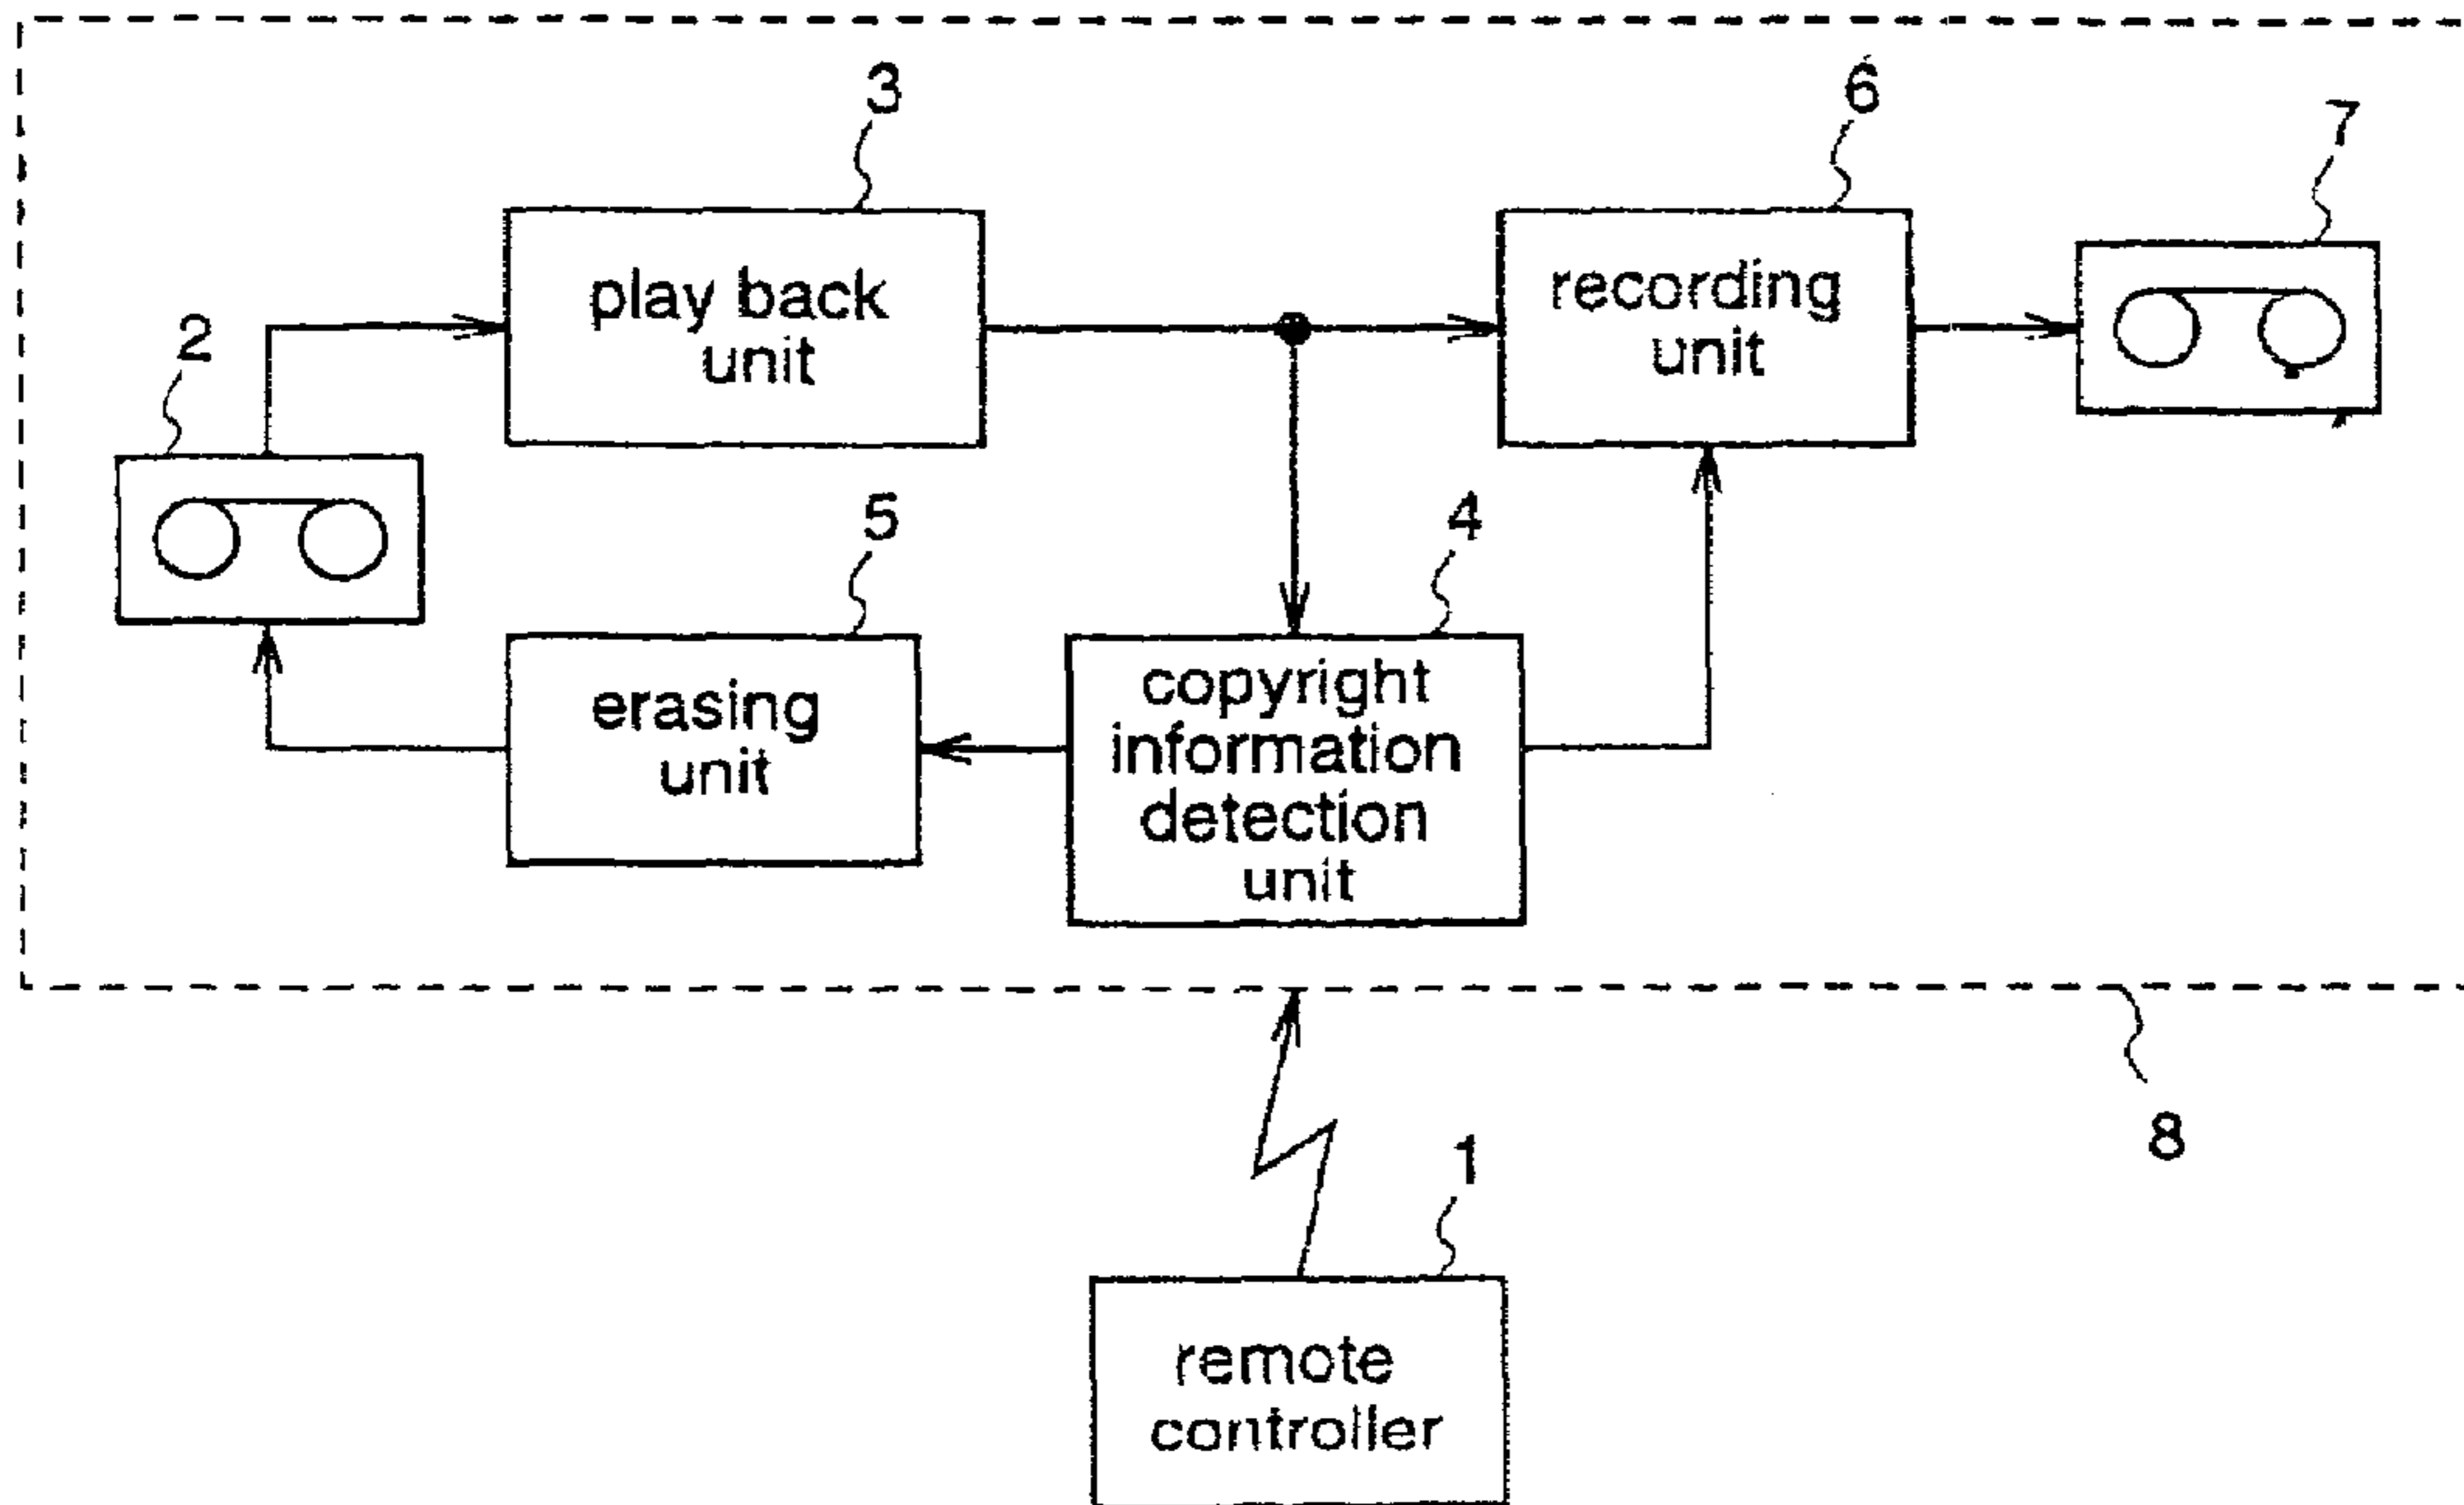 3
6
7
play back
unit
recording
unit
2
5
4
erasing
unit
copyright
information
detection
unit
8
1
remote
controller